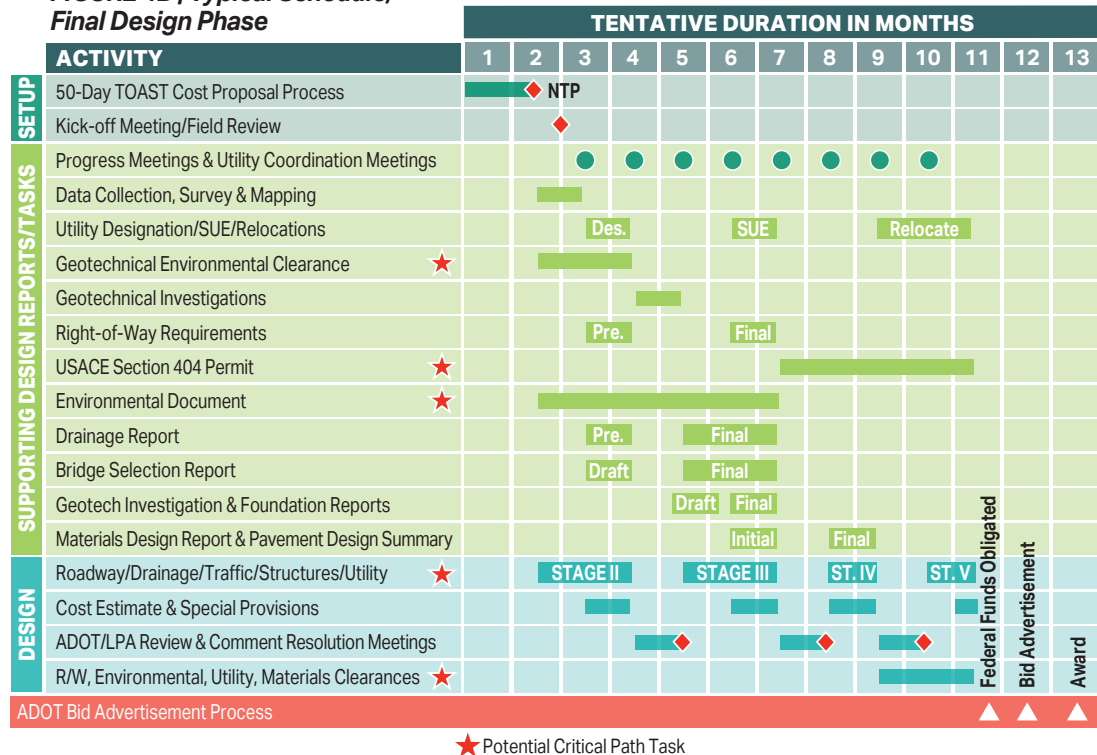 Final Design Phase
TENTATIVE DURATION IN MONTHS
ACTIVITY 1 2 3 4 5 6 7 8 9 10 11 12 13
SETUP
50-Day TOAST Cost Proposal Process NTP
Kick-off Meeting/Field Review
SUPPORTING DESIGN REPORTS/TASKS
Progress Meetings & Utility Coordination Meetings
Data Collection, Survey & Mapping
Utility Designation/SUE/Relocations Des. SUE Relocate
Geotechnical Environmental Clearance
Geotechnical Investigations
Right-of-Way Requirements Pre. Final
USACE Section 404 Permit
Environmental Document
Drainage Report Pre. Final
Bridge Selection Report Draft Final
Geotech Investigation & Foundation Reports Draft Final
Materials Design Report & Pavement Design Summary Initial Final
DESIGN
Roadway/Drainage/Traffic/Structures/Utility STAGE II STAGE III ST. IV ST. V
Cost Estimate & Special Provisions
ADOT/LPA Review & Comment Resolution Meetings
R/W, Environmental, Utility, Materials Clearances
Federal Funds Obligated
Bid Advertisement
Award
ADOT Bid Advertisement Process
Potential Critical Path Task